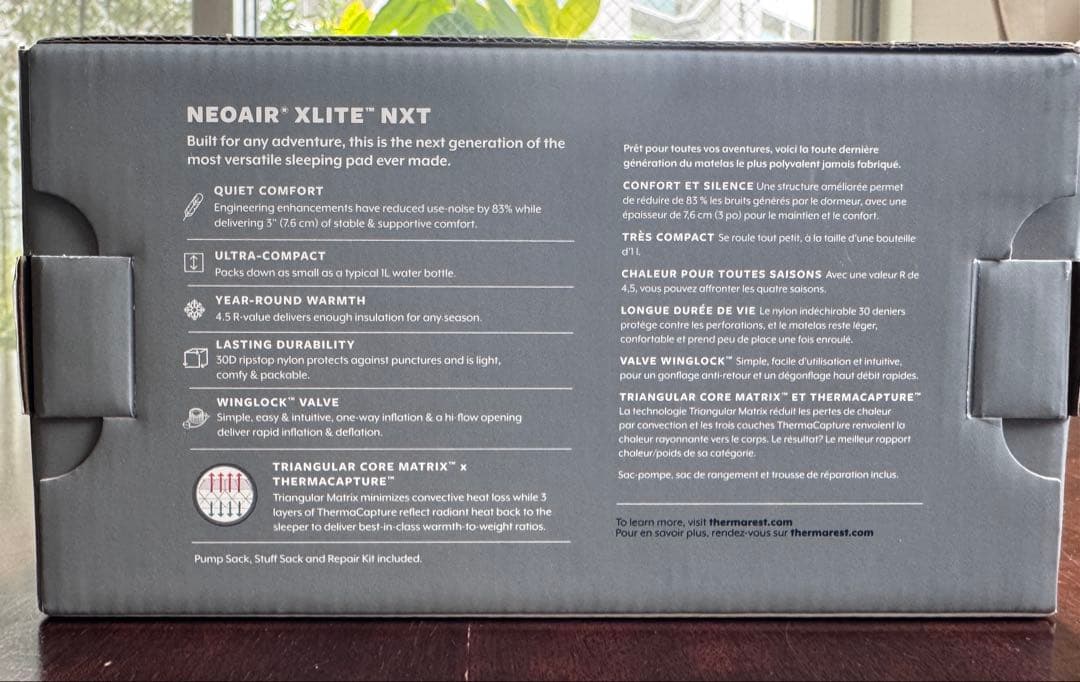 NEOAIR® XLITE™ NXT
Built for any adventure, this is the next generation of the
most versatile sleeping pad ever made.
QUIET COMFORT
Engineering enhancements have reduced use-noise by 83% while
delivering 3" (7.6 cm) of stable & supportive comfort.
ULTRA-COMPACT
Packs down as small as a typical 1L water bottle.
YEAR-ROUND WARMTH
4.5 R-value delivers enough insulation for any season.
LASTING DURABILITY
30D ripstop nylon protects against punctures and is light,
comfy & packable.
WINGLOCK™ VALVE
Simple, easy & intuitive, one-way inflation & a hi-flow opening
deliver rapid inflation & deflation.
TRIANGULAR CORE MATRIX™ x
THERMACAPTURE™
Triangular Matrix minimizes convective heat loss while 3
layers of ThermaCapture reflect radiant heat back to the
sleeper to deliver best-in-class warmth-to-weight ratios.
Pump Sack, Stuff Sack and Repair Kit included.
Prêt pour toutes vos aventures, voici la toute dernière
génération du matelas le plus polyvalent jamais fabriqué.
CONFORT ET SILENCE Une structure améliorée permet
de réduire de 83 % les bruits générés par le dormeur, avec une
épaisseur de 7,6 cm (3 po) pour le maintien et le confort.
TRÈS COMPACT Se roule tout petit, à la taille d'une bouteille
d'1 L.
CHALEUR POUR TOUTES SAISONS Avec une valeur R de
4,5, vous pouvez affronter les quatre saisons.
LONGUE DURÉE DE VIE Le nylon indéchirable 30 deniers
protège contre les perforations, et le matelas reste léger,
confortable et prend peu de place une fois enroulé.
VALVE WINGLOCK™ Simple, facile d'utilisation et intuitive,
pour un gonflage anti-retour et un dégonflage haut débit rapides.
TRIANGULAR CORE MATRIX™ ET THERMACAPTURE™
La technologie Triangular Matrix réduit les pertes de chaleur
par convection et les trois couches ThermaCapture renvoient la
chaleur rayonnante vers le corps. Le résultat? Le meilleur rapport
chaleur/poids de sa catégorie.
Sac-pompe, sac de rangement et trousse de réparation inclus.
To learn more, visit thermarest.com
Pour en savoir plus, rendez-vous sur thermarest.com